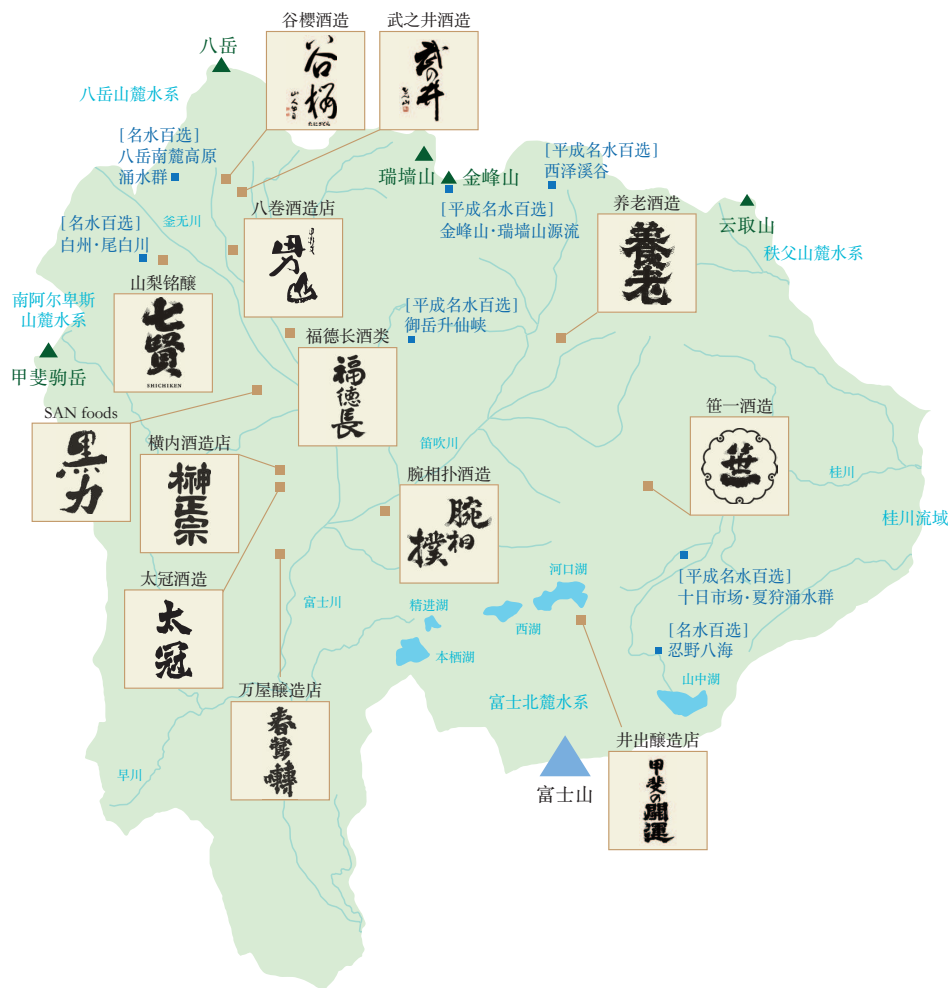 谷櫻酒造
武之井酒造
谷桜
武の井
八岳
八岳山麓水系
[名水百选]
八岳南麓高原
涌水群
瑞墙山
金峰山
[平成名水百选]
西泽溪谷
[平成名水百选]
金峰山·瑞墙山源流
养老酒造
養老
云取山
秩父山麓水系
釜无川
八巻酒造店
男山
[名水百选]
白州·尾白川
山梨铭醸
七賢
SHICHIKEN
南阿尔卑斯
山麓水系
甲斐驹岳
[平成名水百选]
御岳升仙峡
福德长酒类
福德長
SAN foods
黒力
横内酒造店
榊正宗
笛吹川
笹一酒造
笹一
桂川
桂川流域
腕相扑酒造
腕相撲
[平成名水百选]
十日市场·夏狩涌水群
[名水百选]
忍野八海
太冠酒造
太冠
富士川
精进湖
西湖
河口湖
本栖湖
山中湖
富士北麓水系
万屋醸造店
春鶯囀
早川
富士山
井出醸造店
甲斐の開運